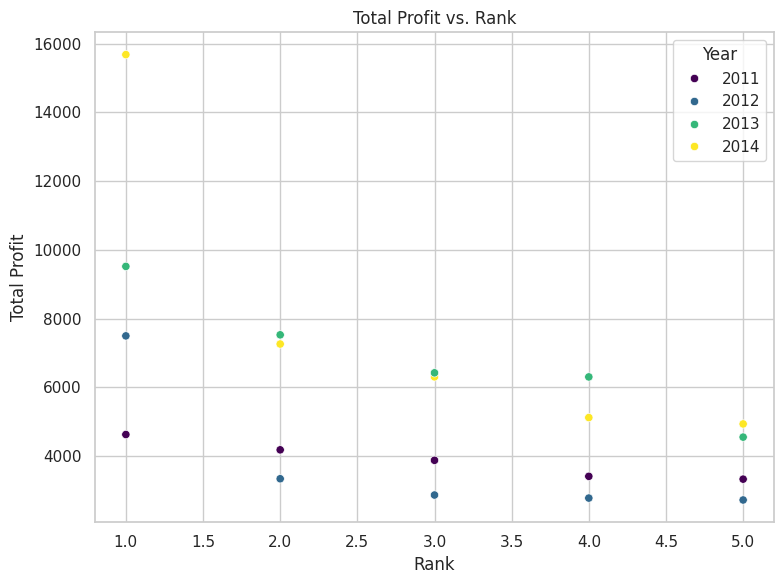 Total Profit vs. Rank
Total Profit
16000
14000
12000
10000
8000
6000
4000
Year
2011
2012
2013
2014
1.0 1.5 2.0 2.5 3.0 3.5 4.0 4.5 5.0
Rank